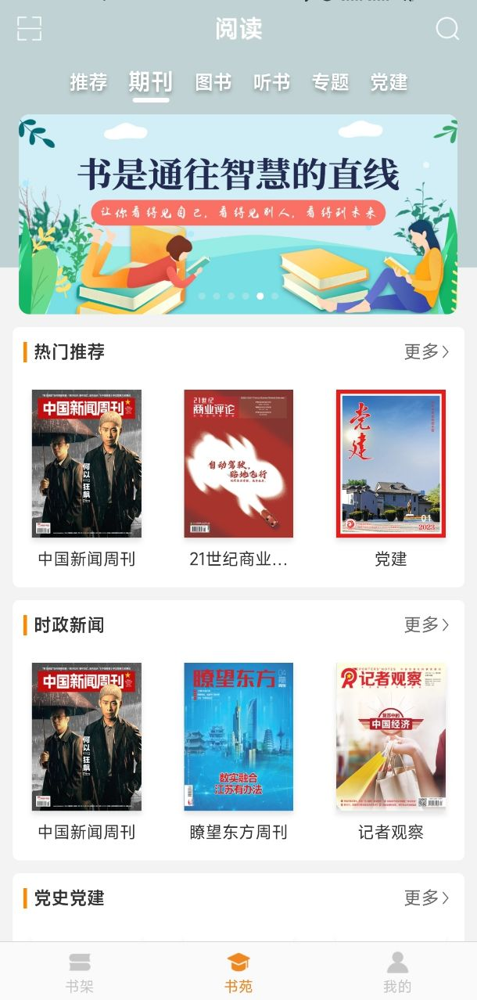 阅读
推荐 期刊 图书 听书 专题 党建
书是通往智慧的直线
让你看得见自己，看得见别人，看得到未来
热门推荐 更多
中国新闻周刊
何以『狂飙』
21世纪
商业评论
自动驾驶，
贴地飞行
党建
01
2023
中国新闻周刊 21世纪商业... 党建
时政新闻 更多
中国新闻周刊
何以『狂飙』
瞭望东方
04
数实融合
江苏有办法
记者观察
复苏中的
中国经济
中国新闻周刊 瞭望东方周刊 记者观察
党史党建 更多
书架 书苑 我的